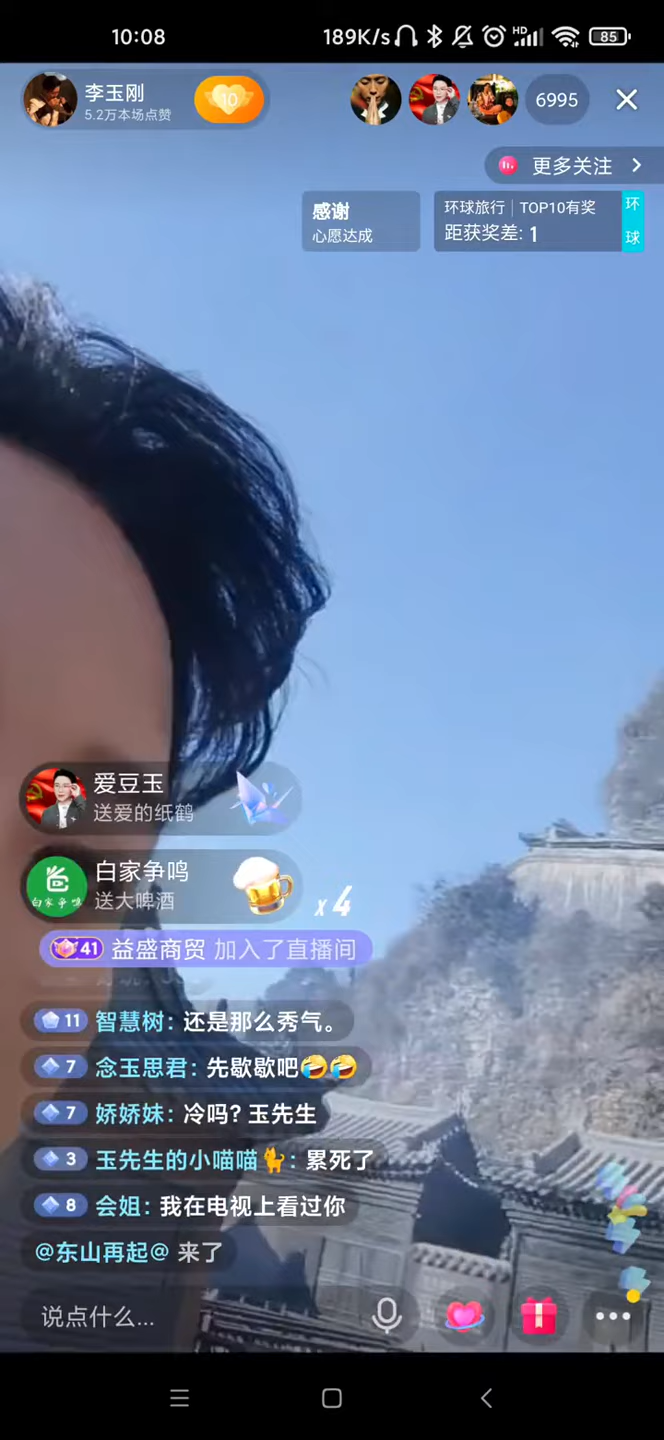 10:08
189K/s
HD
85
李玉刚
5.2万本场点赞
10
6995
更多关注
感谢
心愿达成
环球旅行 | TOP10有奖
距获奖差: 1
环球
爱豆玉
送爱的纸鹤
白家争鸣
白家争鸣
送大啤酒
x 4
41 益盛商贸 加入了直播间
11 智慧树: 还是那么秀气。
7 念玉思君: 先歇歇吧🤣🤣
7 娇娇妹: 冷吗? 玉先生
3 玉先生的小喵喵🐈: 累死了
8 会姐: 我在电视上看过你
@东山再起@ 来了
说点什么...